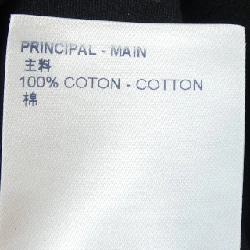 PRINCIPAL - MAIN
主料
100% COTON - COTTON
棉